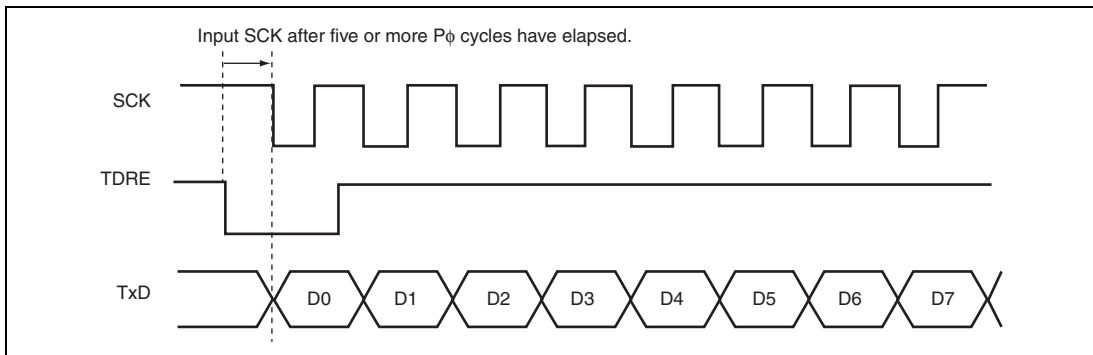 Input SCK after five or more Pϕ cycles have elapsed.
SCK
TDRE
TxD
D0 D1 D2 D3 D4 D5 D6 D7